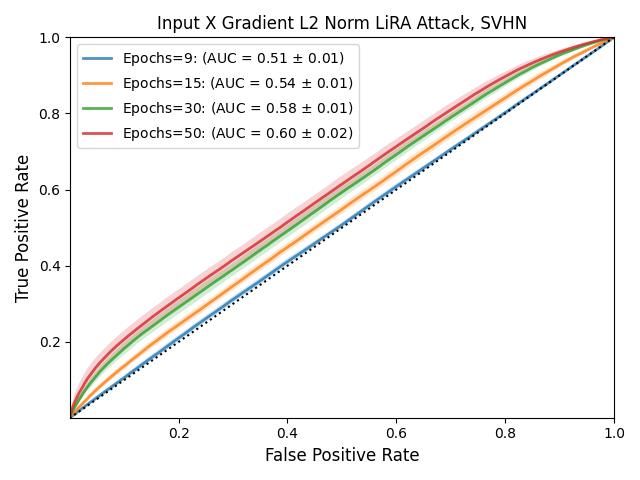 Input X Gradient L2 Norm LiRA Attack, SVHN
Epochs=9: (AUC = 0.51 ± 0.01)
Epochs=15: (AUC = 0.54 ± 0.01)
Epochs=30: (AUC = 0.58 ± 0.01)
Epochs=50: (AUC = 0.60 ± 0.02)
True Positive Rate
1.0
0.8
0.6
0.4
0.2
0.2 0.4 0.6 0.8 1.0
False Positive Rate